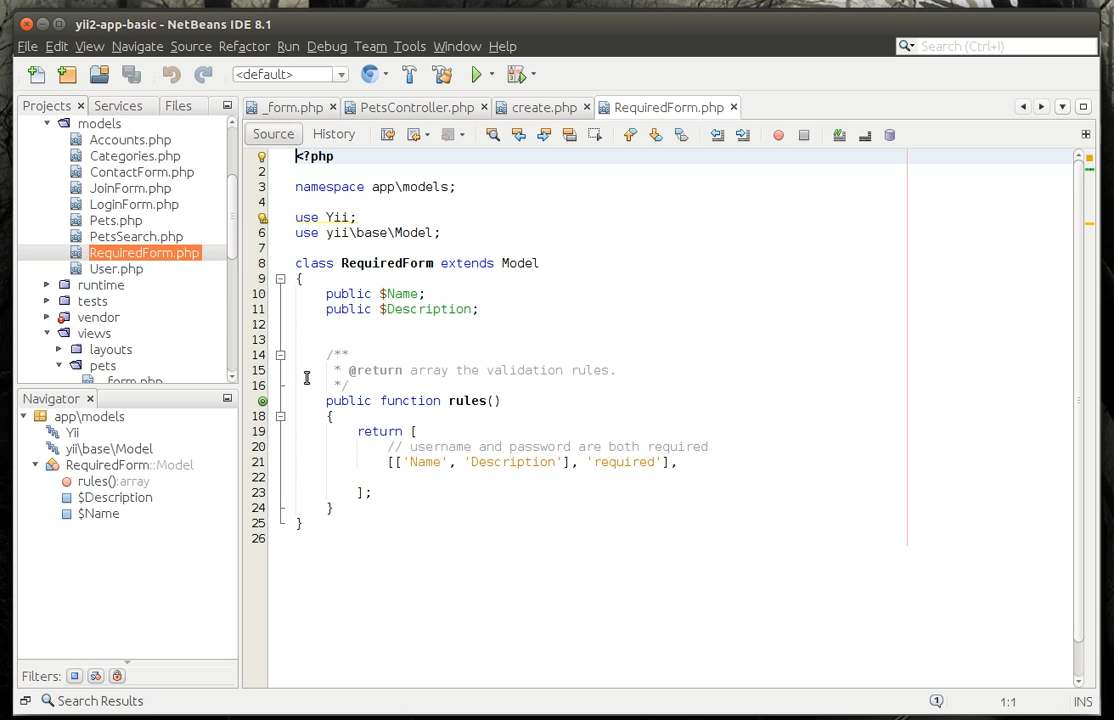 yii2-app-basic - NetBeans IDE 8.1
File Edit View Navigate Source Refactor Run Debug Team Tools Window Help
Search (Ctrl+I)
<default>
Projects Services Files
models
Accounts.php
Categories.php
ContactForm.php
JoinForm.php
LoginForm.php
Pets.php
PetsSearch.php
RequiredForm.php
User.php
runtime
tests
vendor
views
layouts
pets
_form.php
Navigator
app\models
Yii
yii\base\Model
RequiredForm::Model
rules():array
$Description
$Name
Filters:
_form.php PetsController.php create.php RequiredForm.php
Source History
<?php
2
3 namespace app\models;
4
use Yii;
6 use yii\base\Model;
7
8 class RequiredForm extends Model
9 {
10 public $Name;
11 public $Description;
12
13
14 /**
15 * @return array the validation rules.
16 */
public function rules()
18 {
19 return [
20 // username and password are both required
21 [['Name', 'Description'], 'required'],
22
23 ];
24 }
25 }
26
Search Results
1
1:1
INS